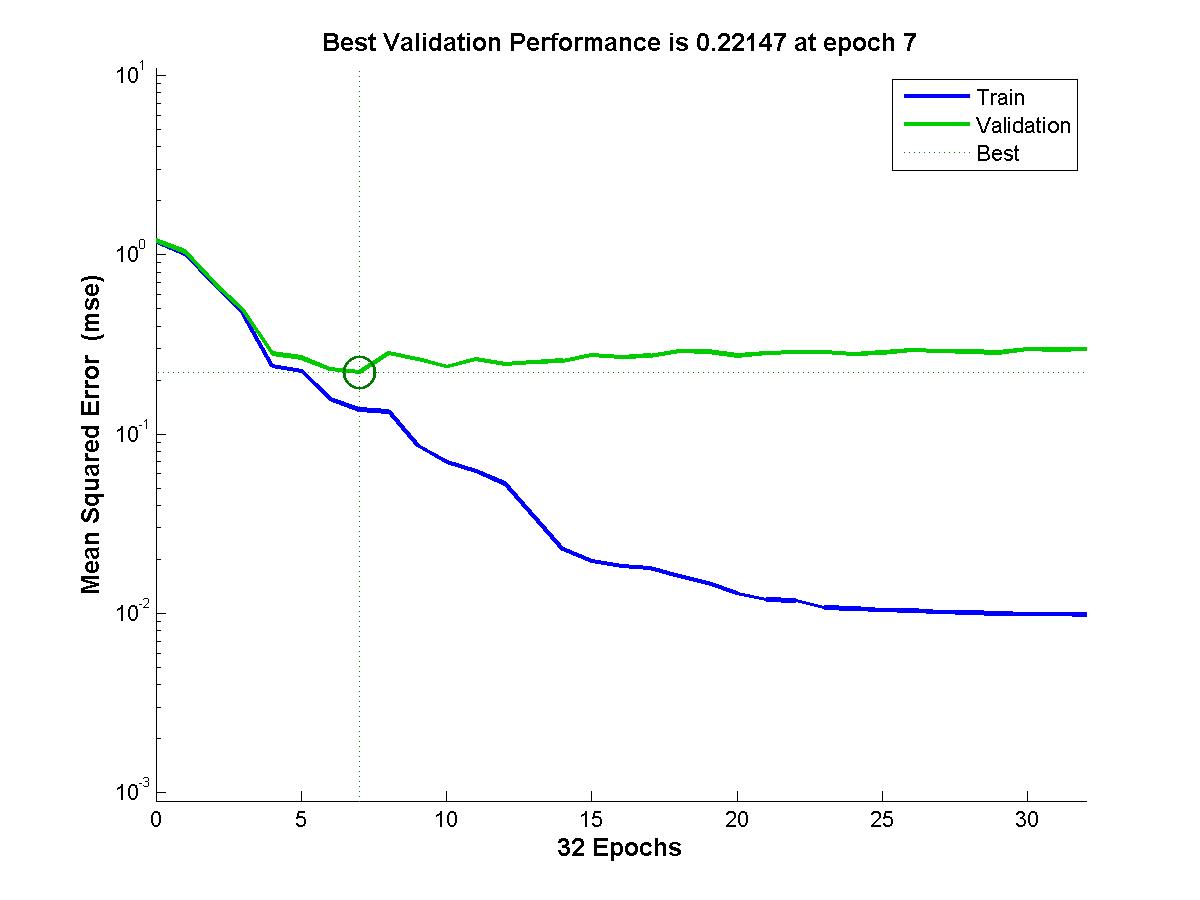 Best Validation Performance is 0.22147 at epoch 7
10^1
10^0
10^-1
10^-2
10^-3
Mean Squared Error (mse)
Train
Validation
Best
0 5 10 15 20 25 30
32 Epochs